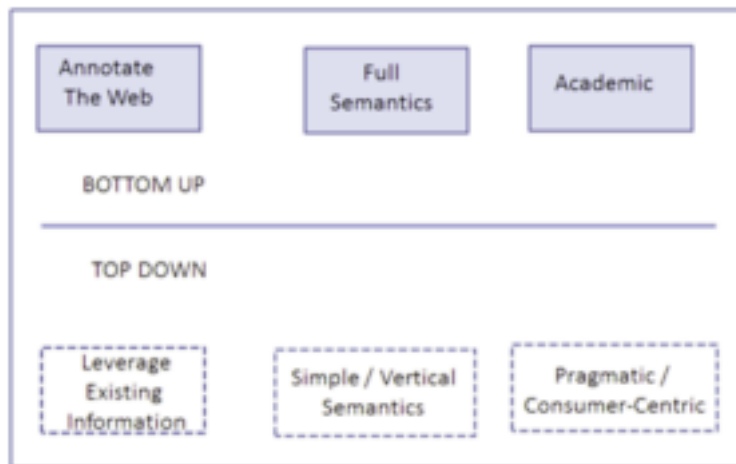 Annotate
The Web
Full
Semantics
Academic
BOTTOM UP
TOP DOWN
Leverage
Existing
Information
Simple / Vertical
Semantics
Pragmatic /
Consumer-Centric